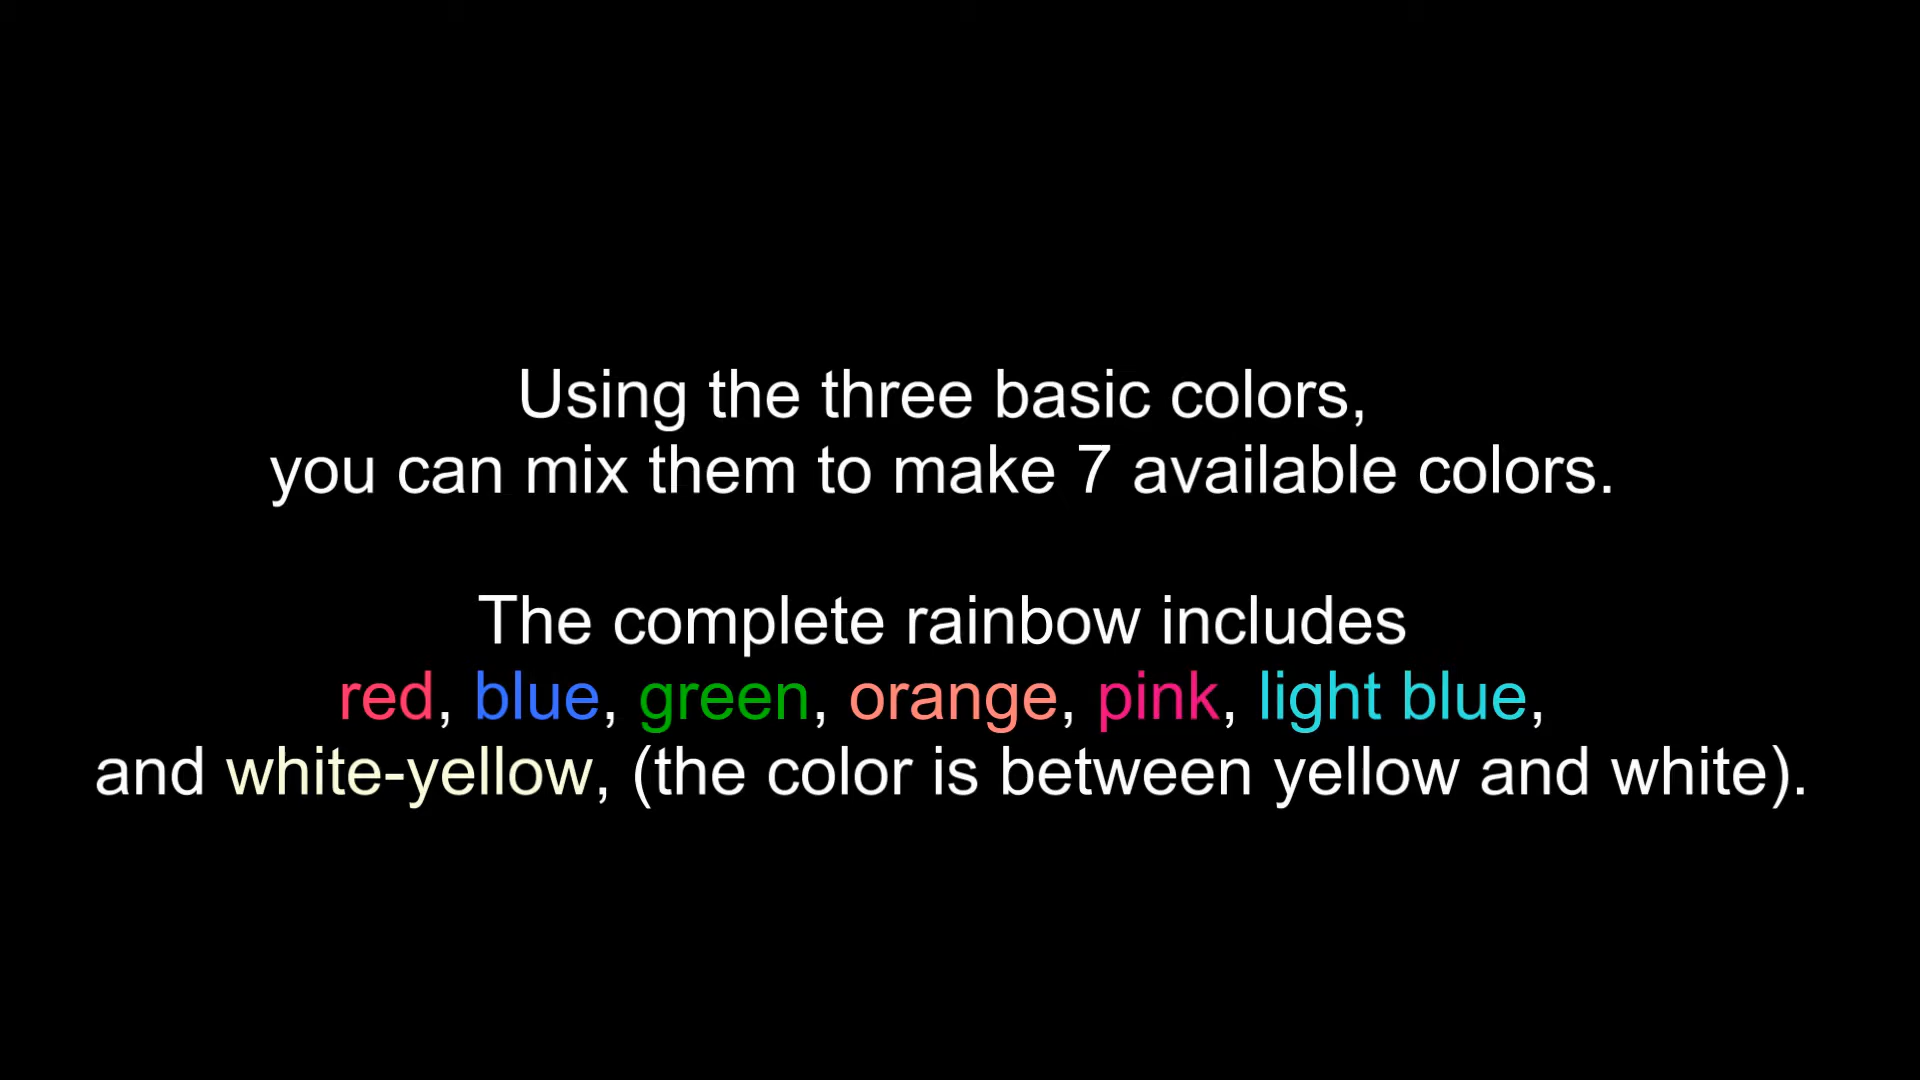 Using the three basic colors,
you can mix them to make 7 available colors.
The complete rainbow includes
red, blue, green, orange, pink, light blue,
and white-yellow, (the color is between yellow and white).